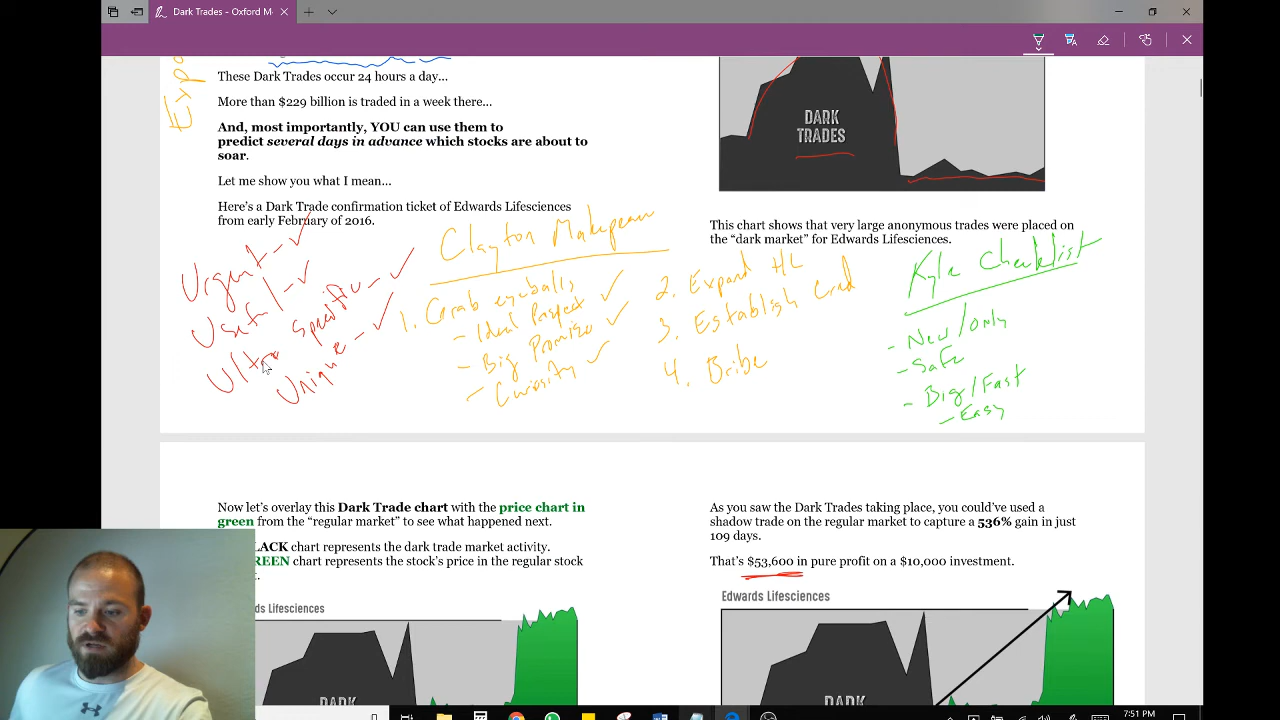 Dark Trades - Oxford M
Expa
These Dark Trades occur 24 hours a day...
More than $229 billion is traded in a week there...
And, most importantly, YOU can use them to
predict several days in advance which stocks are about to
soar.
Let me show you what I mean...
Here's a Dark Trade confirmation ticket of Edwards Lifesciences
from early February of 2016.
DARK
TRADES
This chart shows that very large anonymous trades were placed on
the "dark market" for Edwards Lifesciences.
Urgent -
Useful -
Ultra Specific -
Unique -
Clayton Makepeace
1. Grab eyeballs
- Ideal Prospect
- Big Promise
- Curiosity
2. Expand HL
3. Establish Cred
4. Bribe
Kyle Checklist
- New/Only
- Safe
- Big/Fast
- Easy
Now let's overlay this Dark Trade chart with the price chart in
green from the "regular market" to see what happened next.
LACK chart represents the dark trade market activity.
REEN chart represents the stock's price in the regular stock
t.
ards Lifesciences
DARK
As you saw the Dark Trades taking place, you could've used a
shadow trade on the regular market to capture a 536% gain in just
109 days.
That's $53,600 in pure profit on a $10,000 investment.
Edwards Lifesciences
DARK
7:51 PM